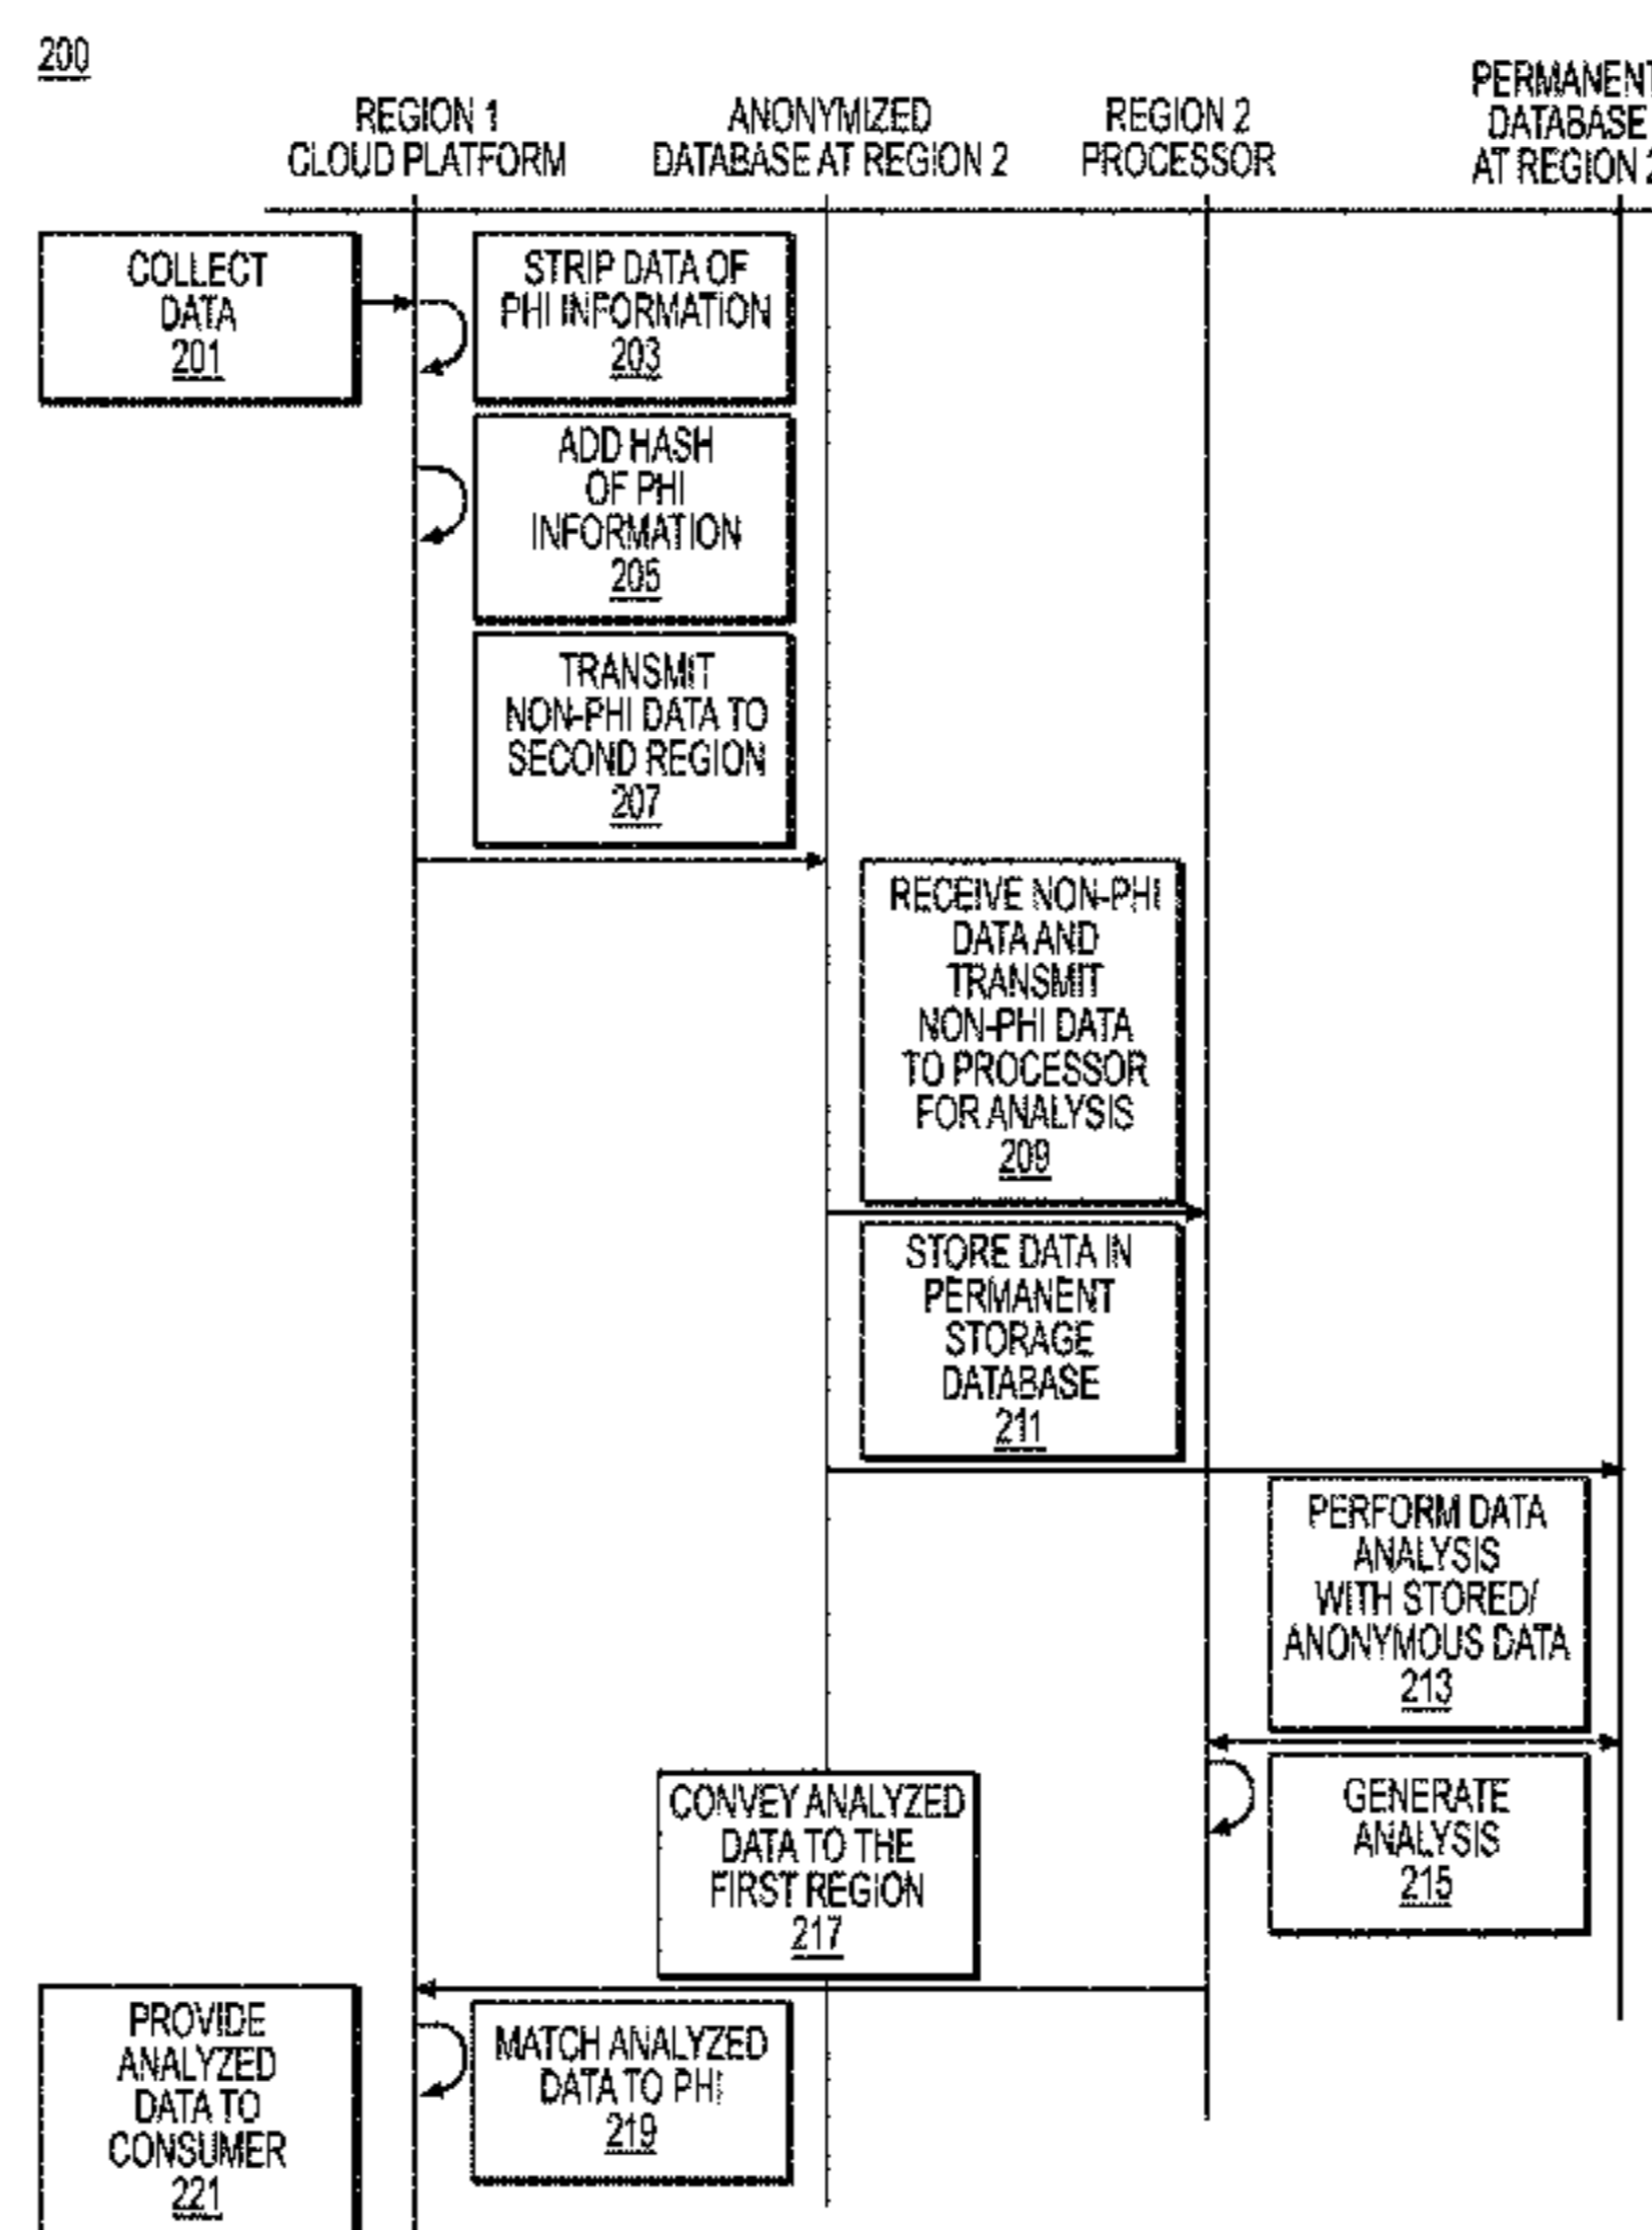 200
REGION 1
CLOUD PLATFORM
ANONYMIZED
DATABASE AT REGION 2
REGION 2
PROCESSOR
PERMANENT
DATABASE
AT REGION 2
COLLECT
DATA
201
STRIP DATA OF
PHI INFORMATION
203
ADD HASH
OF PHI
INFORMATION
205
TRANSMIT
NON-PHI DATA TO
SECOND REGION
207
RECEIVE NON-PHI
DATA AND
TRANSMIT
NON-PHI DATA
TO PROCESSOR
FOR ANALYSIS
209
STORE DATA IN
PERMANENT
STORAGE
DATABASE
211
PERFORM DATA
ANALYSIS
WITH STORED/
ANONYMOUS DATA
213
GENERATE
ANALYSIS
215
CONVEY ANALYZED
DATA TO THE
FIRST REGION
217
MATCH ANALYZED
DATA TO PHI
219
PROVIDE
ANALYZED
DATA TO
CONSUMER
221